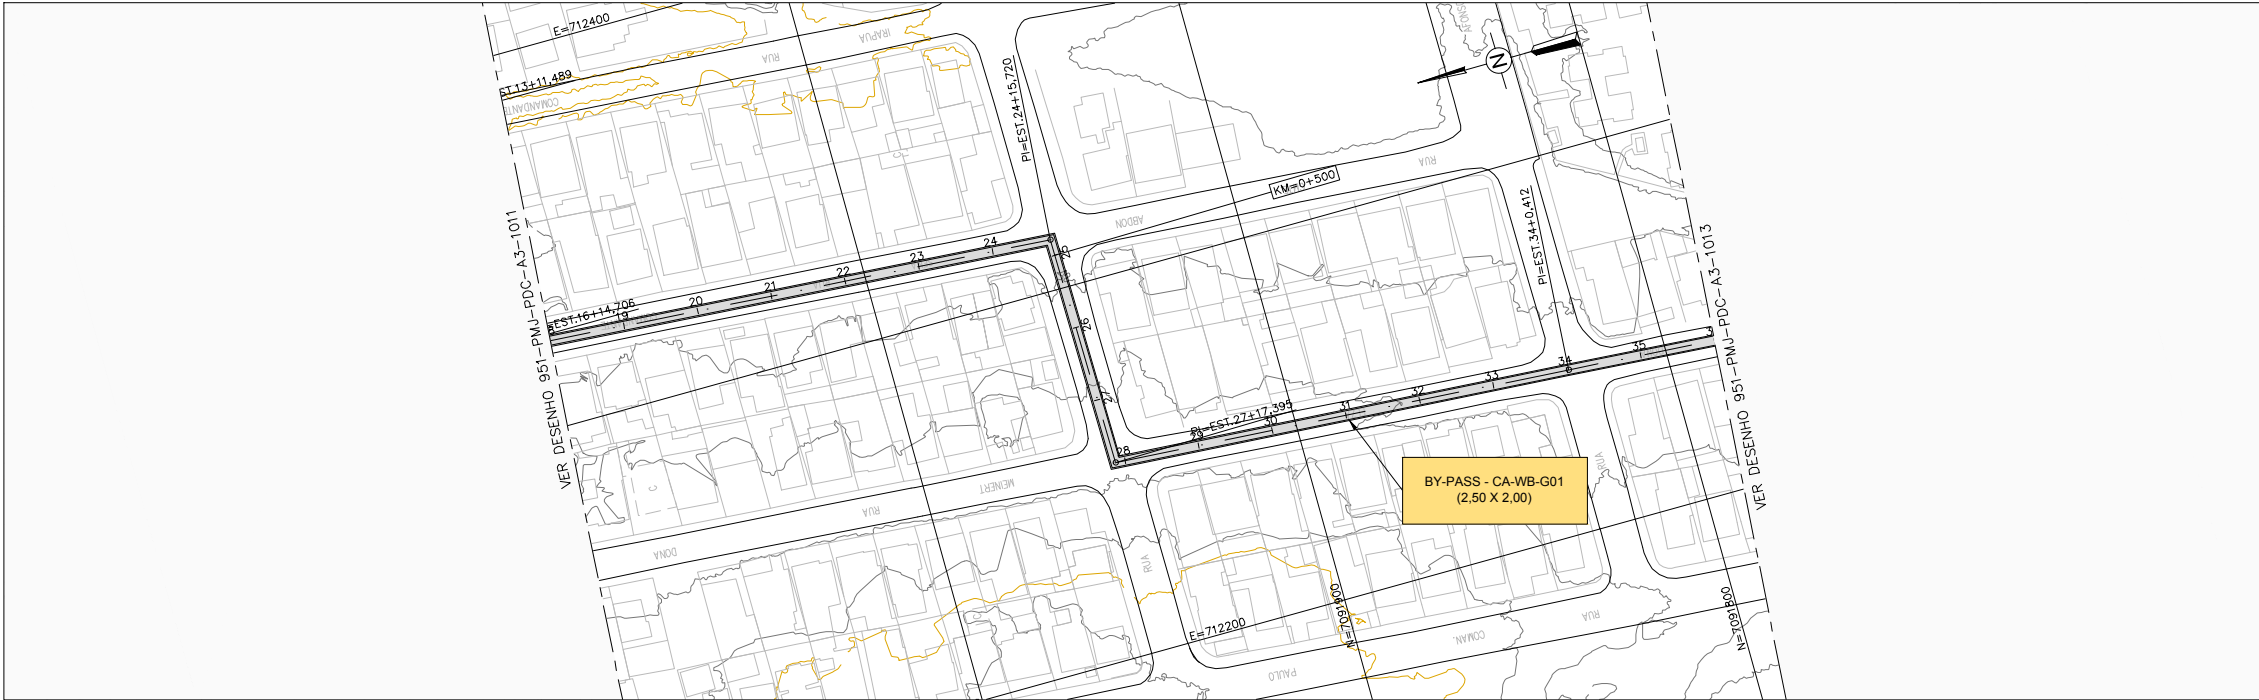 E=712400
IRAPUA
RUA
EST.13+11,489
COMANDANTE
PI=EST.24+15,720
N
RUA
KM=0+500
ABDON
PI=EST.34+0,412
VER DESENHO 951-PMJ-PDC-A3-1011
VER DESENHO 951-PMJ-PDC-A3-1013
EST.16+14,706
19
20
21
22
23
24
25
26
27
28
PI=EST.27+17,395
29
30
31
32
33
34
35
3
BY-PASS - CA-WB-G01
(2,50 X 2,00)
RUA
MEINERT
RUA
DONA
RUA
E=712200
N=7091900
N=7091800
RUA
COMAN.
PAULO